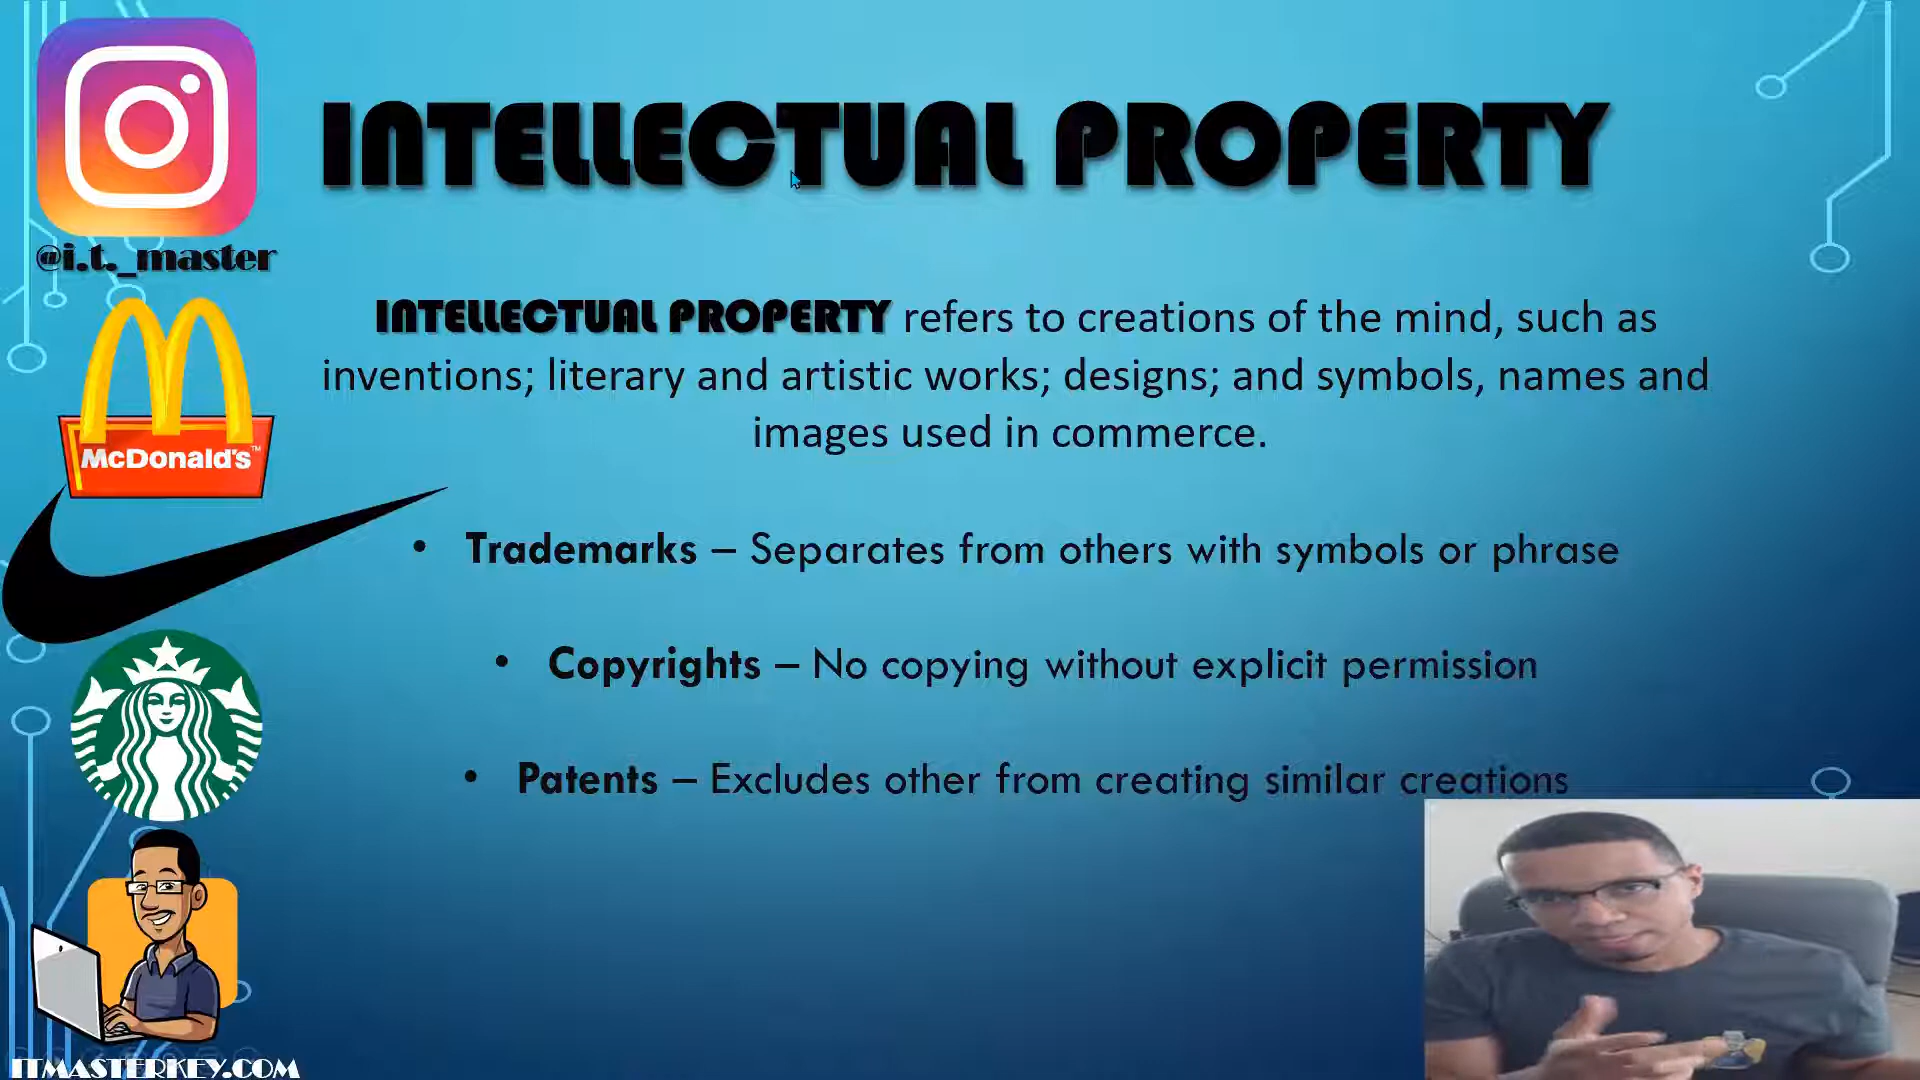 INTELLECTUAL PROPERTY
@i.t._master
INTELLECTUAL PROPERTY refers to creations of the mind, such as
inventions; literary and artistic works; designs; and symbols, names and
images used in commerce.
McDonald's™
• Trademarks – Separates from others with symbols or phrase
• Copyrights – No copying without explicit permission
• Patents – Excludes other from creating similar creations
ITMASTERKEY.COM